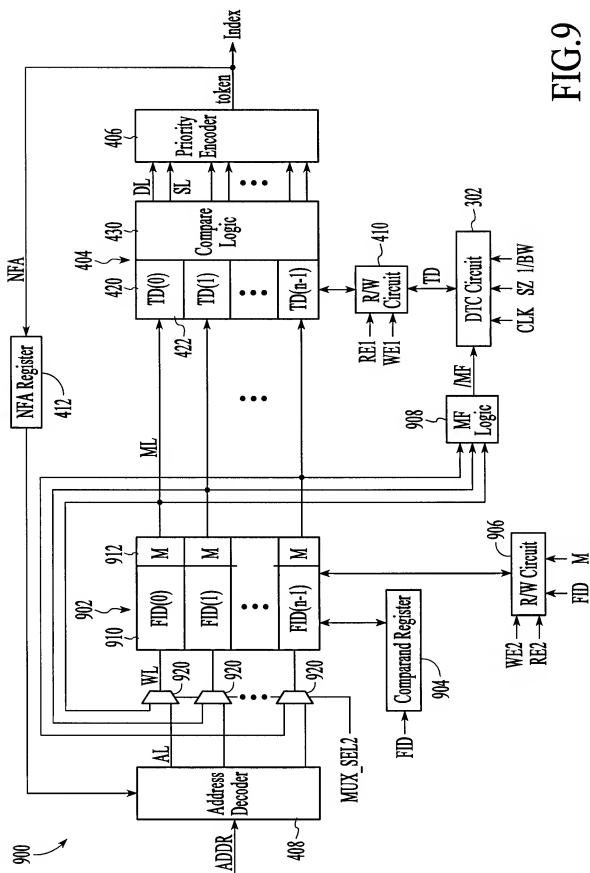 900
ADDR
Address Decoder
408
AL
MUX_SEL2
WL
920
920
920
902
910
912
FID(0)
M
FID(1)
M
FID(n-1)
M
FID
Comparand Register
904
WE2
RE2
R/W Circuit
906
FID
M
NFA Register
412
NFA
ML
MF Logic
908
/MF
404
420
430
422
TD(0)
TD(1)
TD(n-1)
Compare Logic
RE1
WE1
R/W Circuit
410
TD
DTC Circuit
302
CLK
SZ
1/BW
DL
SL
Priority Encoder
406
token
Index
FIG.9